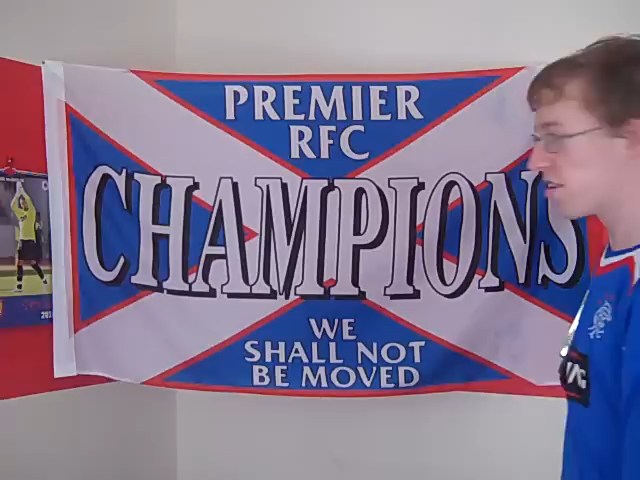 PREMIER
RFC
CHAMPIONS
WE
SHALL NOT
BE MOVED